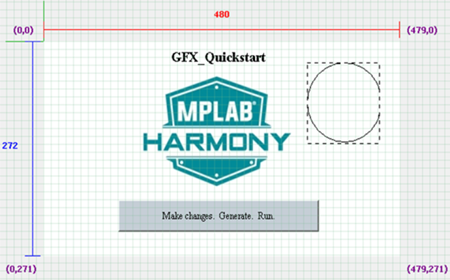 480
(0,0)
(479,0)
GFX_Quickstart
MPLAB®
HARMONY
272
Make changes. Generate. Run.
(0,271)
(479,271)